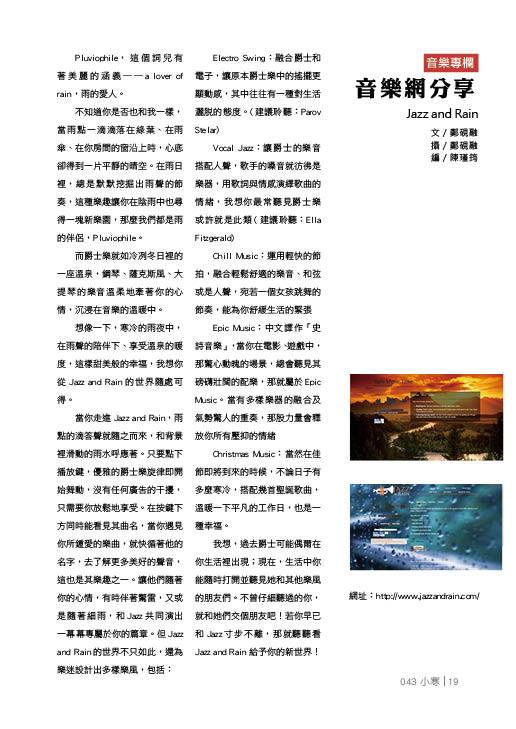 音樂專欄
音樂網分享
Jazz and Rain
文 / 鄭硯融
攝 / 鄭硯融
編 / 陳瑾筠
Pluviophile，這個詞兒有
著美麗的涵義──a lover of
rain，雨的愛人。
不知道你是否也和我一樣，
當雨點一滴滴落在綠葉、在雨
傘、在你房間的窗沿上時，心底
卻得到一片平靜的晴空。在雨日
裡，總是默默挖掘出雨聲的節
奏，這種樂趣讓你在陰雨中也尋
得一塊新樂園，那麼我們都是雨
的伴侶，Pluviophile。
而爵士樂就如冷冽冬日裡的
一座溫泉，鋼琴、薩克斯風、大
提琴的樂音溫柔地牽著你的心
情，沉浸在音樂的溫暖中。
想像一下，寒冷的雨夜中，
在雨聲的陪伴下、享受溫泉的暖
度，這樣甜美般的幸福，我想你
從 Jazz and Rain 的世界隨處可
得。
當你走進 Jazz and Rain，雨
點的滴答聲就隨之而來，和背景
裡滑動的雨水呼應著。只要點下
播放鍵，優雅的爵士樂旋律即開
始舞動，沒有任何廣告的干擾，
只需要你放鬆地享受。在按鍵下
方同時能看見其曲名，當你遇見
你所鍾愛的樂曲，就快循著他的
名字，去了解更多美好的聲音，
這也是其樂趣之一。讓他們隨著
你的心情，有時伴著驚雷，又或
是隨著細雨，和 Jazz 共同演出
一幕幕專屬於你的篇章。但 Jazz
and Rain 的世界不只如此，還為
樂迷設計出多樣樂風，包括：
Electro Swing：融合爵士和
電子，讓原本爵士樂中的搖擺更
顯動感，其中往往有一種對生活
灑脫的態度。( 建議聆聽：Parov
Stelar)
Vocal Jazz：讓爵士的樂音
搭配人聲，歌手的嗓音就彷彿是
樂器，用歌詞與情感演繹歌曲的
情緒，我想你最常聽見爵士樂
或許就是此類 ( 建議聆聽：Ella
Fitzgerald)
Chill Music：運用輕快的節
拍，融合輕鬆舒適的樂音、和弦
或是人聲，宛若一個女孩跳舞的
節奏，能為你舒緩生活的緊張
Epic Music：中文譯作「史
詩音樂」，當你在電影、遊戲中，
那驚心動魄的場景，總會聽見其
磅礴壯闊的配樂，那就屬於 Epic
Music。當有多樣樂器的融合及
氣勢驚人的重奏，那股力量會釋
放你所有壓抑的情緒
Christmas Music：當然在佳
節即將到來的時候，不論日子有
多麼寒冷，搭配幾首聖誕歌曲，
溫暖一下平凡的工作日，也是一
種幸福。
我想，過去爵士可能偶爾在
你生活裡出現；現在，生活中你
能隨時打開並聽見她和其他樂風
的朋友們。不曾仔細聽過的你，
就和她們交個朋友吧！若你早已
和 Jazz 寸步不離，那就聽聽看
Jazz and Rain 給予你的新世界！
網址：http://www.jazzandrain.com/
043 小寒 | 19